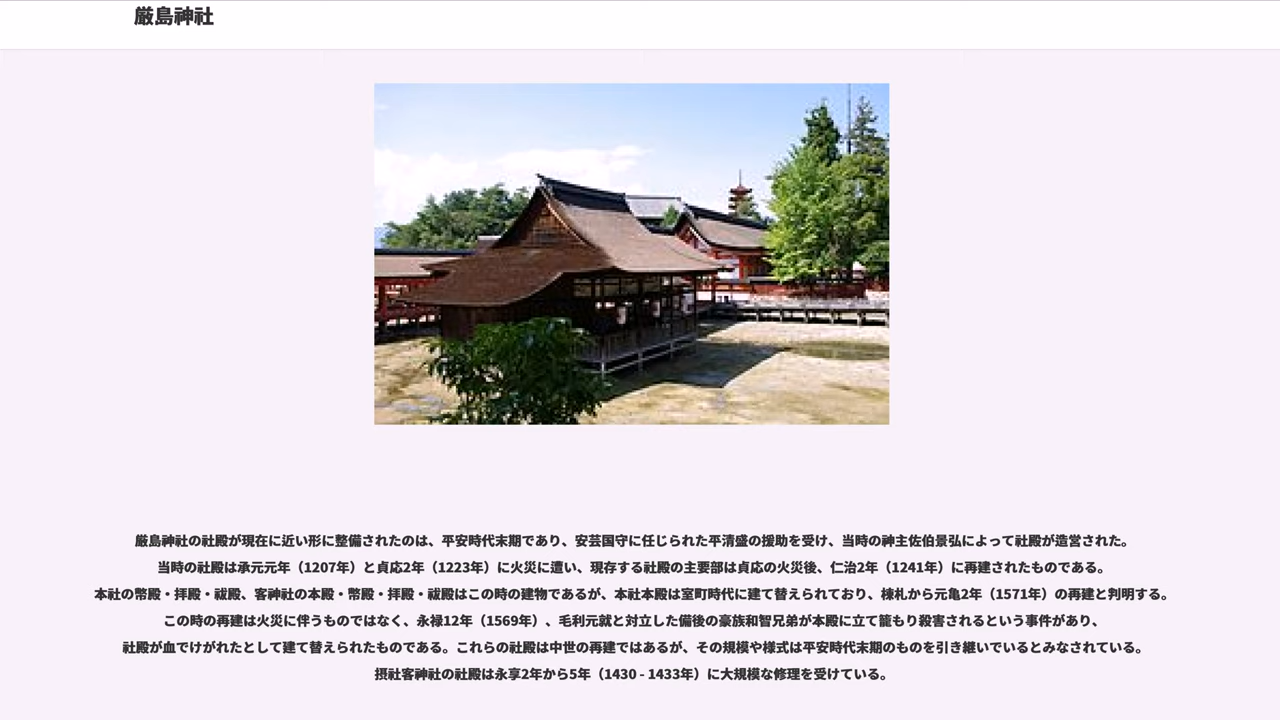 厳島神社
厳島神社の社殿が現在に近い形に整備されたのは、平安時代末期であり、安芸国守に任じられた平清盛の援助を受け、当時の神主佐伯景弘によって社殿が造営された。
当時の社殿は承元元年（1207年）と貞応2年（1223年）に火災に遭い、現存する社殿の主要部は貞応の火災後、仁治2年（1241年）に再建されたものである。
本社の幣殿・拝殿・祓殿、客神社の本殿・幣殿・拝殿・祓殿はこの時の建物であるが、本社本殿は室町時代に建て替えられており、棟札から元亀2年（1571年）の再建と判明する。
この時の再建は火災に伴うものではなく、永禄12年（1569年）、毛利元就と対立した備後の豪族和智兄弟が本殿に立て籠もり殺害されるという事件があり、
社殿が血でけがれたとして建て替えられたものである。これらの社殿は中世の再建ではあるが、その規模や様式は平安時代末期のものを引き継いでいるとみなされている。
摂社客神社の社殿は永享2年から5年（1430 - 1433年）に大規模な修理を受けている。